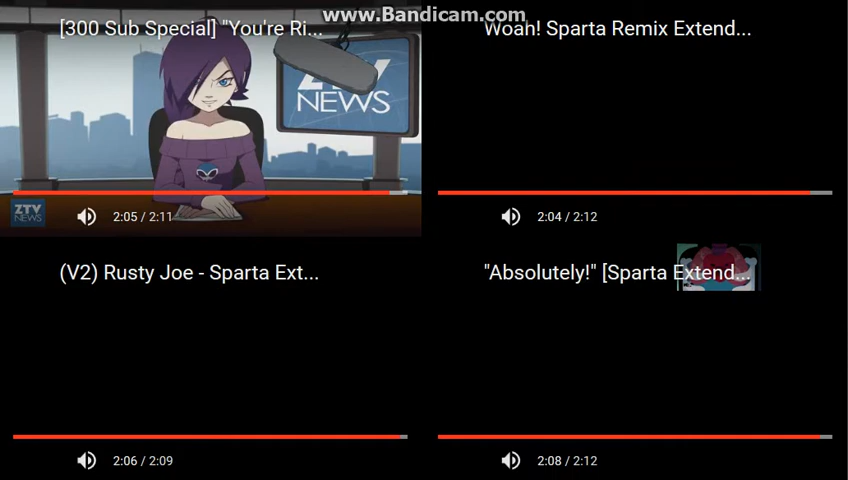 www.Bandicam.com
[300 Sub Special] "You're Ri...
Woah! Sparta Remix Extend...
ZTV
NEWS
ZTV
NEWS
2:05 / 2:11
2:04 / 2:12
(V2) Rusty Joe - Sparta Ext...
"Absolutely!" [Sparta Extend...
2:06 / 2:09
2:08 / 2:12